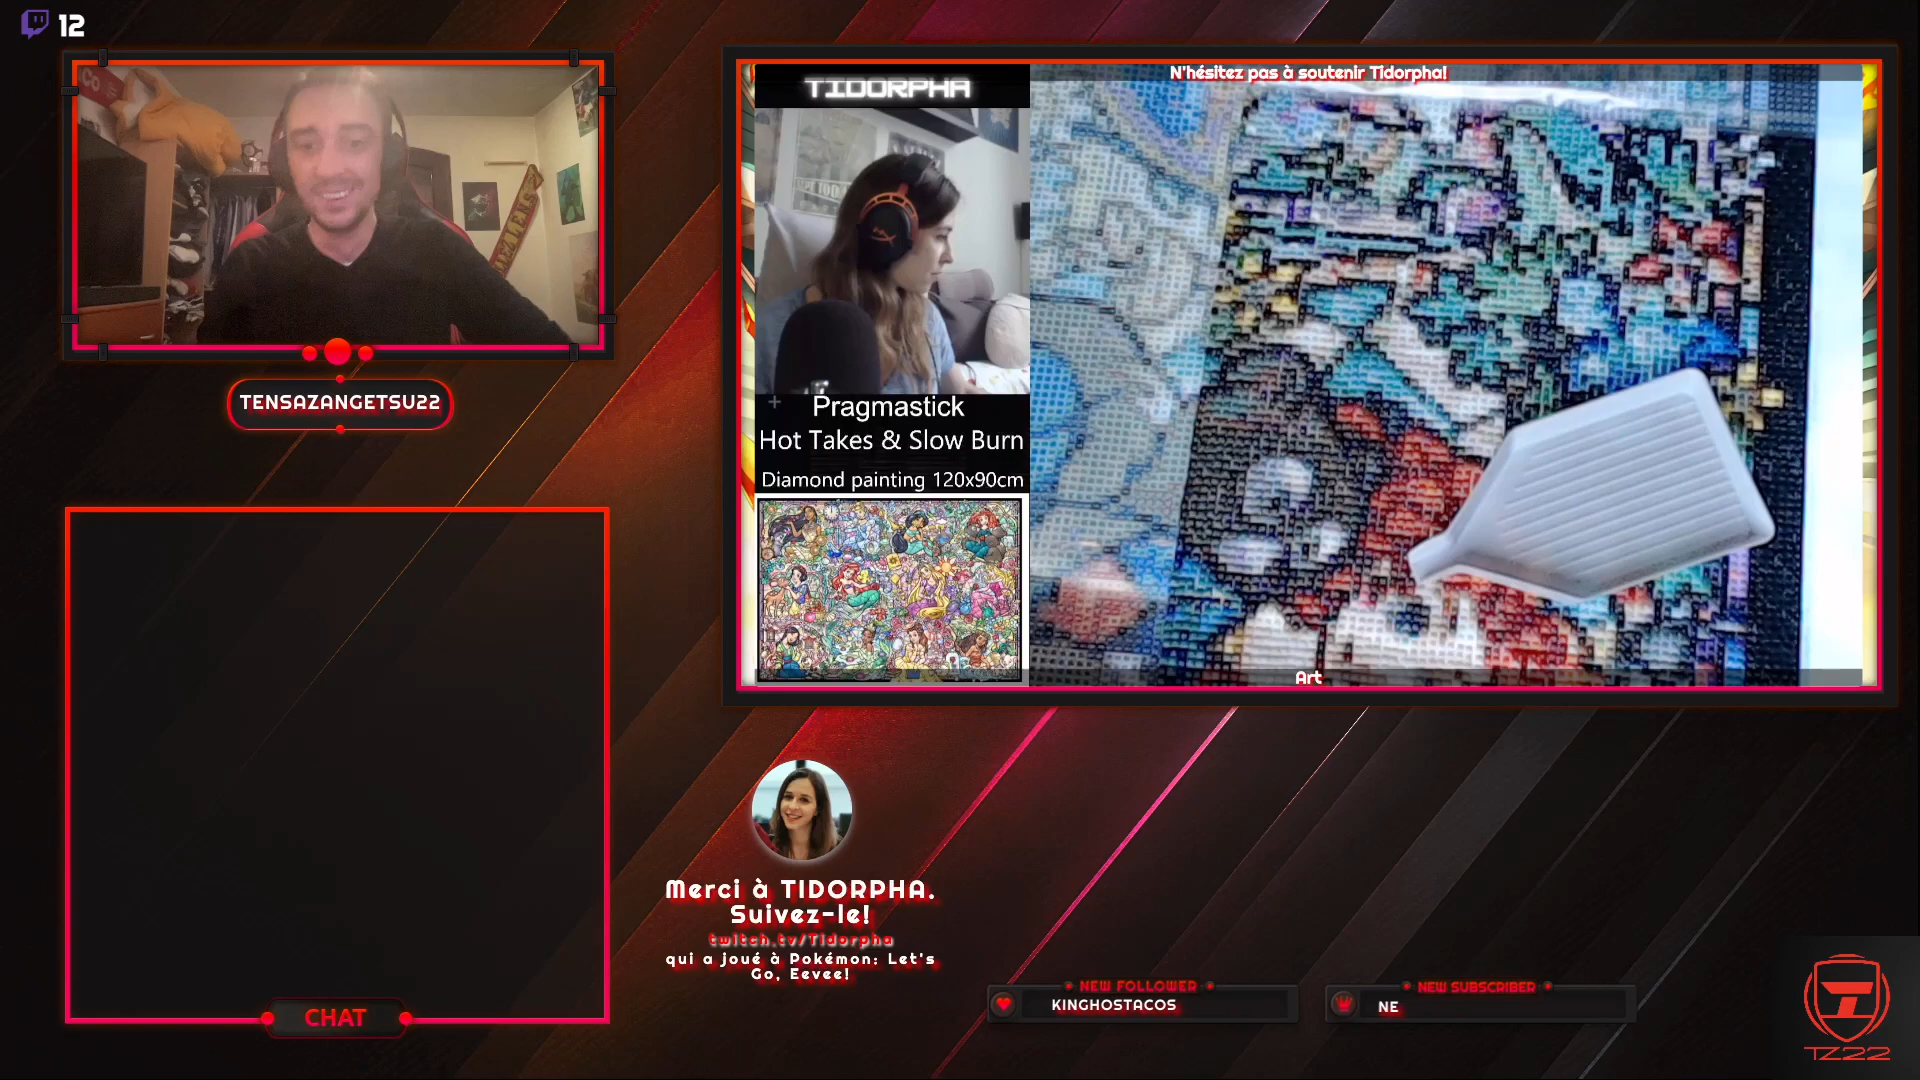 12
TENSAZANGETSU22
CHAT
TIDORPHA
N'hésitez pas à soutenir Tidorpha!
Pragmastick
Hot Takes & Slow Burn
Diamond painting 120x90cm
Art
Merci à TIDORPHA.
Suivez-le!
twitch.tv/Tidorpha
qui a joué à Pokémon: Let's
Go, Eevee!
NEW FOLLOWER
KINGHOSTACOS
NEW SUBSCRIBER
NE
TZ22